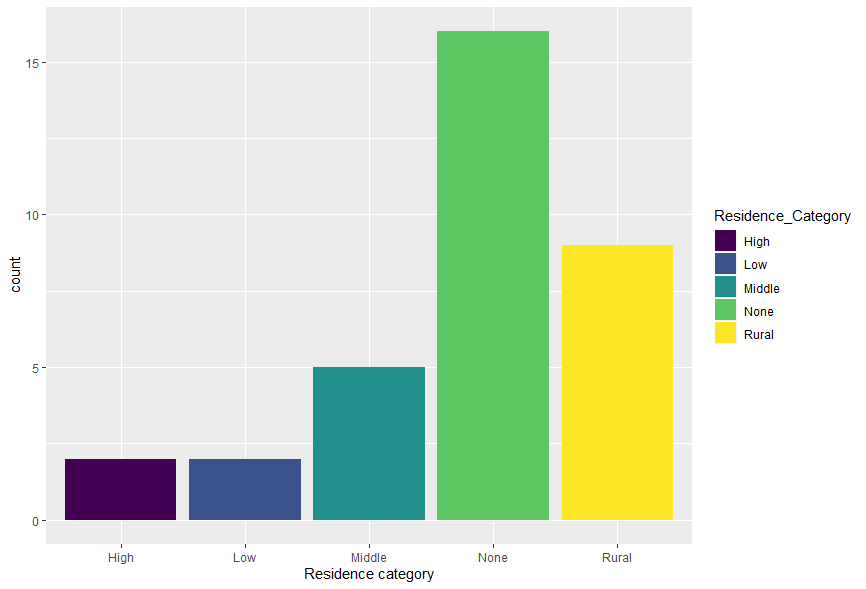 15
10
5
0
count
High Low Middle None Rural
Residence category
Residence_Category
High
Low
Middle
None
Rural